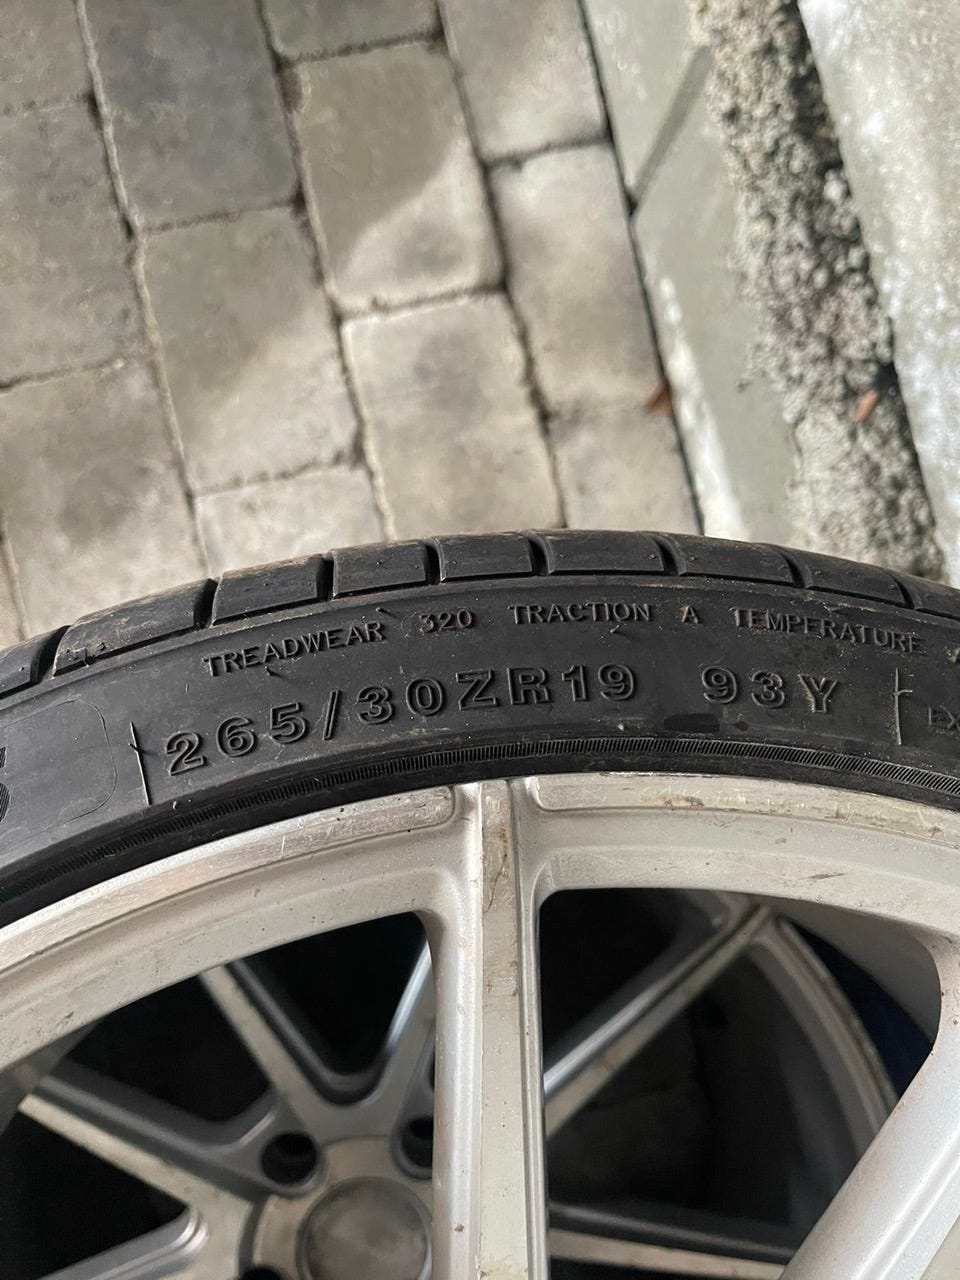 TREADWEAR 320 TRACTION A TEMPERATURE
265/30ZR19 93Y